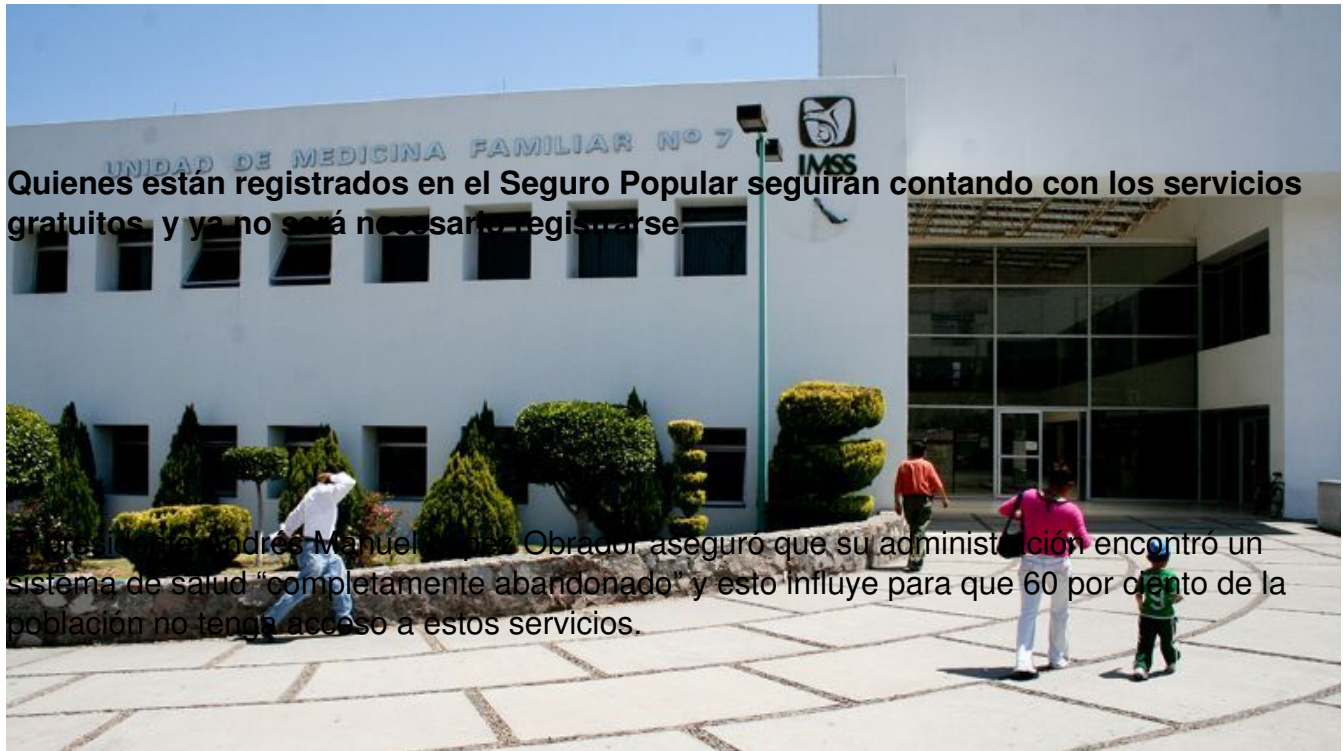 UNIDAD DE MEDICINA FAMILIAR Nº 7
IMSS
Quienes están registrados en el Seguro Popular seguirán contando con los servicios
gratuitos, y ya no será necesario registrarse.
El presidente Andrés Manuel López Obrador aseguró que su administración encontró un
sistema de salud “completamente abandonado” y esto influye para que 60 por ciento de la
población no tenga acceso a estos servicios.
9